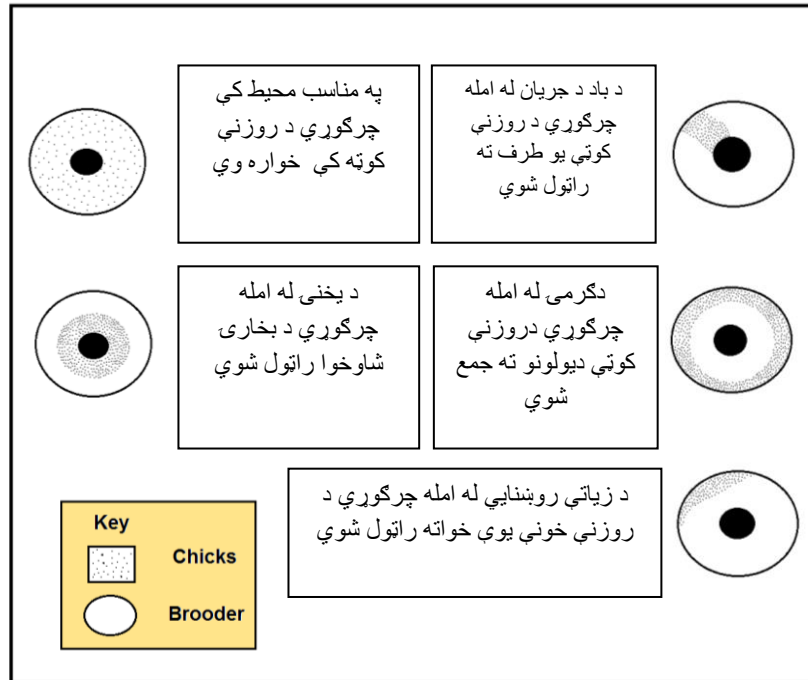 د باد د جریان له امله
چرګوړي د روزنې
کوټې یو طرف ته
راټول شوي
په مناسب محیط کې
چرګوړي د روزنې
کوټه کې خواره وي
دګرمۍ له امله
چرګوړي دروزنې
کوټې دیولونو ته جمع
شوي
د یخنۍ له امله
چرګوړي د بخارۍ
شاوخوا راټول شوي
د زیاتې روښنایي له امله چرګوړي د
روزنې خونې یوې خواته راټول شوي
Key
Chicks
Brooder